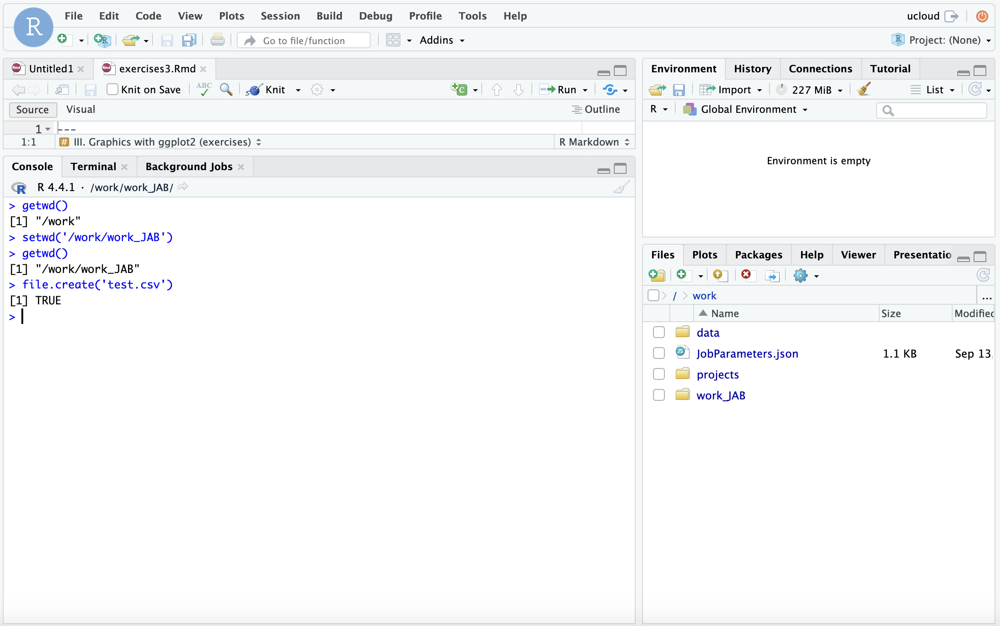 R
File Edit Code View Plots Session Build Debug Profile Tools Help
ucloud
Go to file/function
Addins
Project: (None)
Untitled1
exercises3.Rmd
Knit on Save
ABC
Knit
Run
Source
Visual
Outline
1
---
1:1
# III. Graphics with ggplot2 (exercises)
R Markdown
Console
Terminal
Background Jobs
R 4.4.1 · /work/work_JAB/
> getwd()
[1] "/work"
> setwd('/work/work_JAB')
> getwd()
[1] "/work/work_JAB"
> file.create('test.csv')
[1] TRUE
>
Environment
History
Connections
Tutorial
Import
227 MiB
List
R
Global Environment
Environment is empty
Files
Plots
Packages
Help
Viewer
Presentatio
/ work
...
Name
Size
Modified
data
JobParameters.json
1.1 KB
Sep 13,
projects
work_JAB